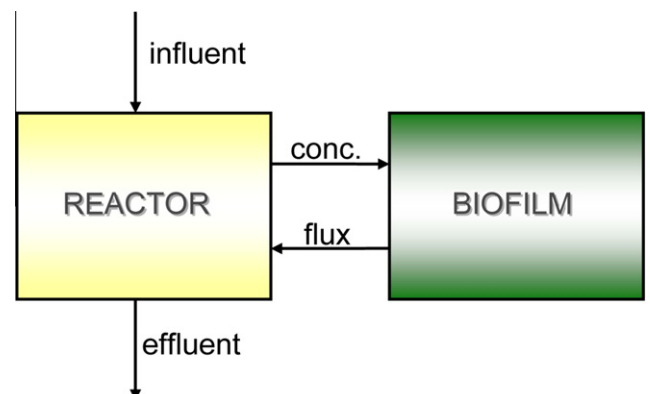 influent
conc.
REACTOR
BIOFILM
flux
effluent